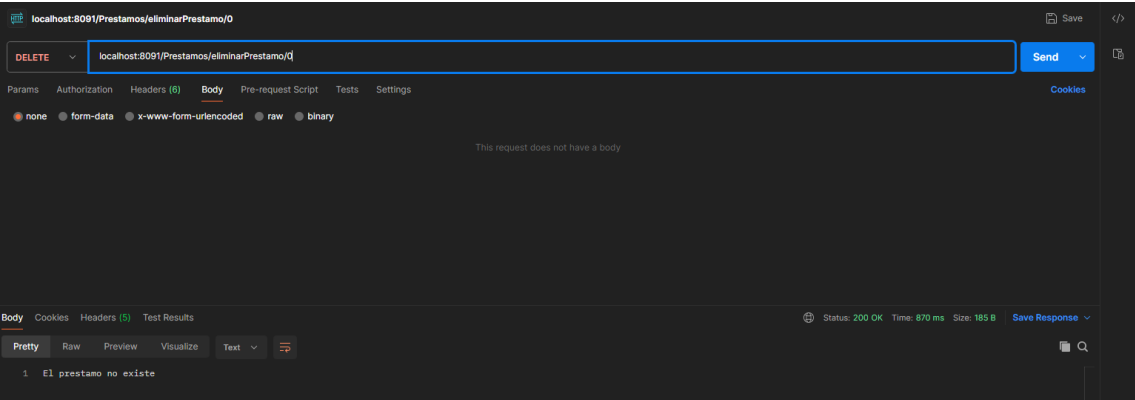 HTTP localhost:8091/Prestamos/eliminarPrestamo/0 Save </>
DELETE localhost:8091/Prestamos/eliminarPrestamo/0 Send
Params Authorization Headers (6) Body Pre-request Script Tests Settings Cookies
none form-data x-www-form-urlencoded raw binary
This request does not have a body
Body Cookies Headers (5) Test Results Status: 200 OK Time: 870 ms Size: 185 B Save Response
Pretty Raw Preview Visualize Text
1 El prestamo no existe